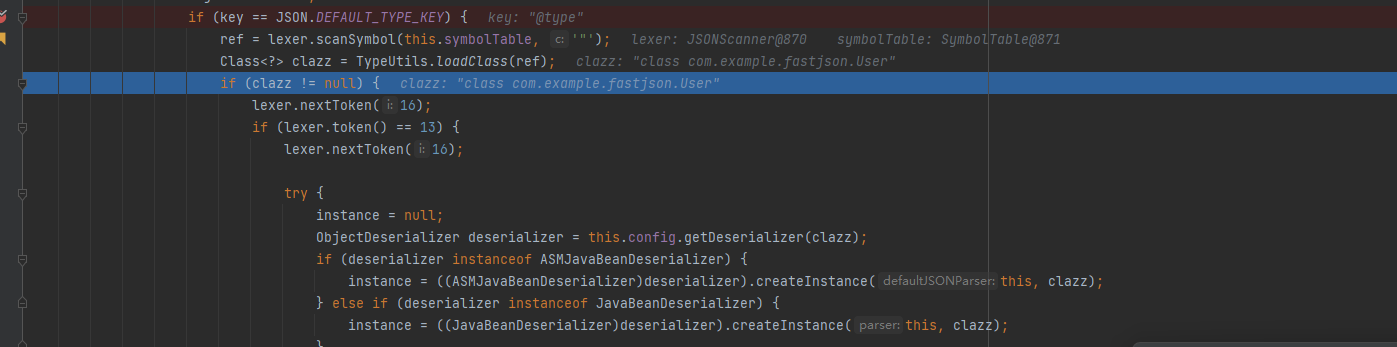 if (key == JSON.DEFAULT_TYPE_KEY) { key: "@type"
ref = lexer.scanSymbol(this.symbolTable, c: '"'); lexer: JSONScanner@870 symbolTable: SymbolTable@871
Class<?> clazz = TypeUtils.loadClass(ref); clazz: "class com.example.fastjson.User"
if (clazz != null) { clazz: "class com.example.fastjson.User"
lexer.nextToken( i: 16);
if (lexer.token() == 13) {
lexer.nextToken( i: 16);
try {
instance = null;
ObjectDeserializer deserializer = this.config.getDeserializer(clazz);
if (deserializer instanceof ASMJavaBeanDeserializer) {
instance = ((ASMJavaBeanDeserializer)deserializer).createInstance( defaultJSONParser: this, clazz);
} else if (deserializer instanceof JavaBeanDeserializer) {
instance = ((JavaBeanDeserializer)deserializer).createInstance( parser: this, clazz);
}